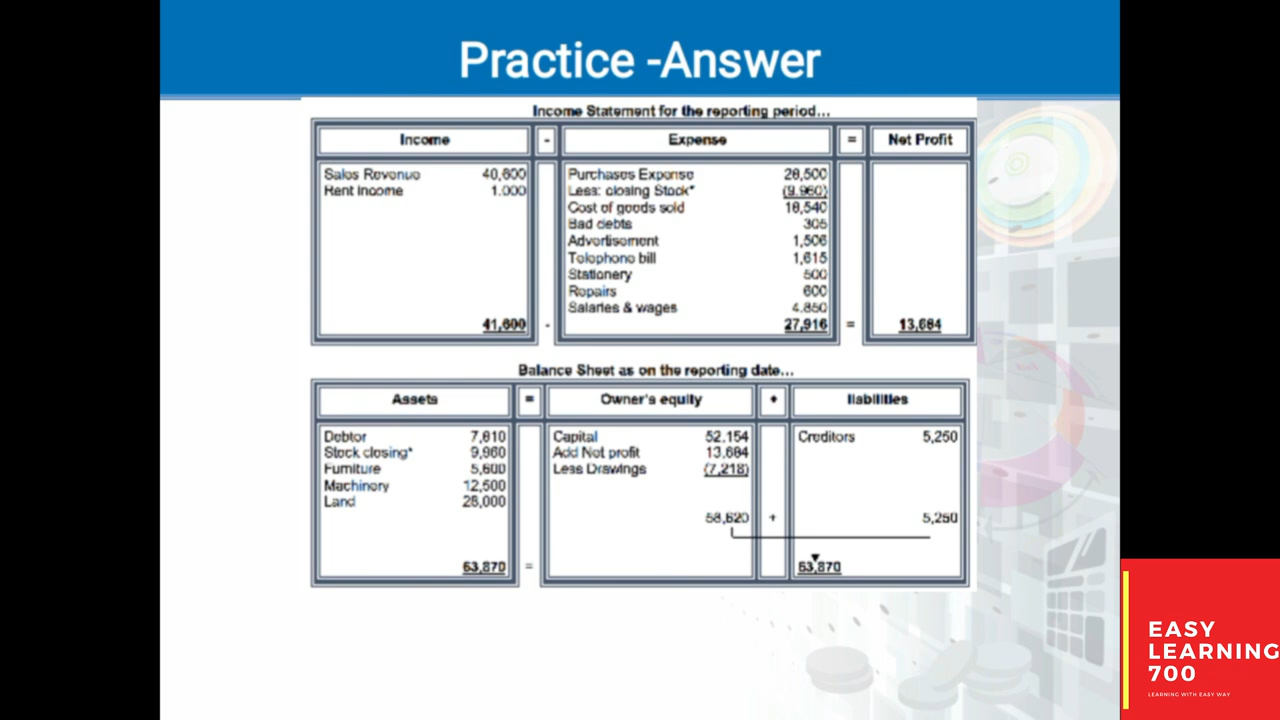 Practice -Answer
Income Statement for the reporting period...
Income - Expense = Net Profit
Sales Revenue 40,600 Purchases Expense 28,500
Rent Income 1.000 Less: closing Stock* (9.960)
Cost of goods sold 18,540
Bad debts 305
Advertisement 1,506
Telephone bill 1,615
Stationery 500
Repairs 600
Salaries & wages 4.850
41,600 - 27,916 = 13,684
Balance Sheet as on the reporting date...
Assets = Owner's equity + liabilities
Debtor 7,810 Capital 52.154 Creditors 5,250
Stock closing* 9,960 Add Net profit 13,684
Furniture 5,600 Less Drawings (7,218)
Machinery 12,500
Land 28,000
58,620 + 5,250
63,870 = 63,870
EASY
LEARNING
700
LEARNING WITH EASY WAY